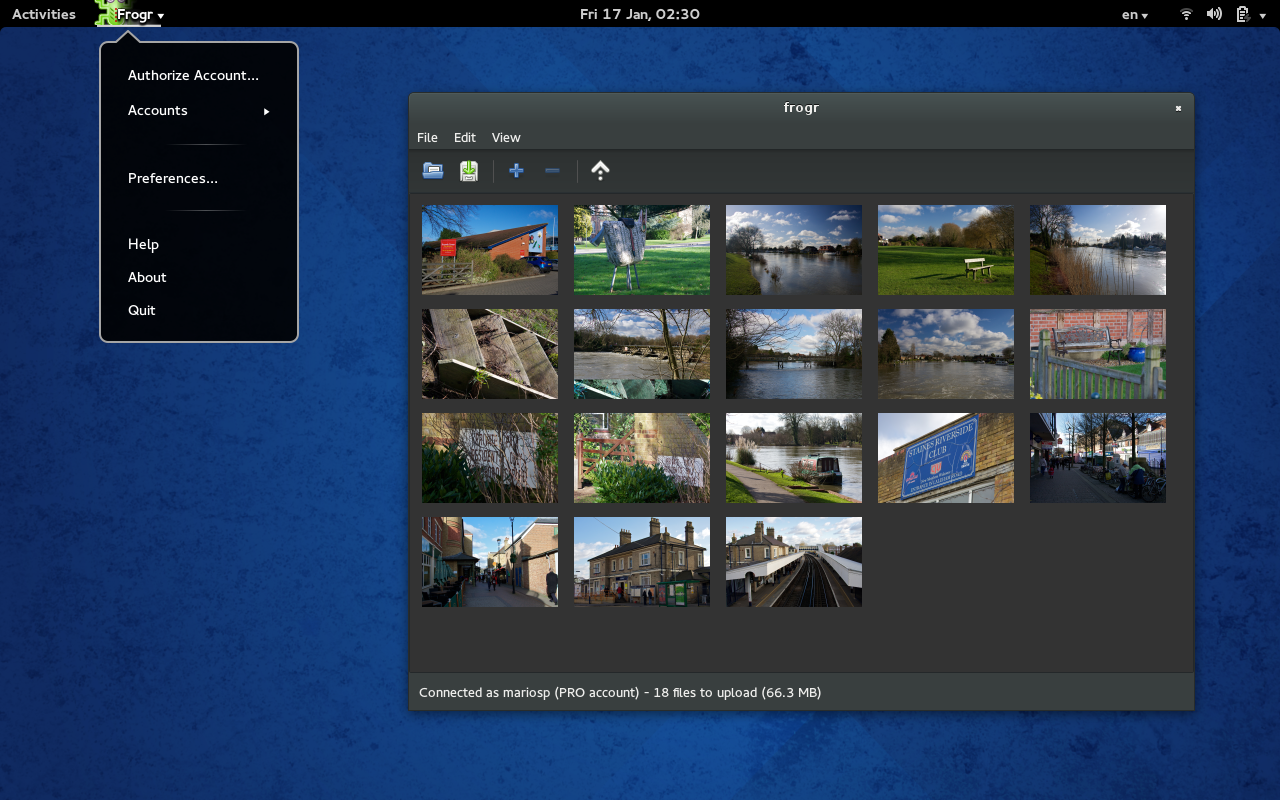 Activities
Frogr
Fri 17 Jan, 02:30
en
Authorize Account...
Accounts
Preferences...
Help
About
Quit
frogr
File Edit View
STAINES RIVERSIDE
CLUB
Connected as mariosp (PRO account) - 18 files to upload (66.3 MB)